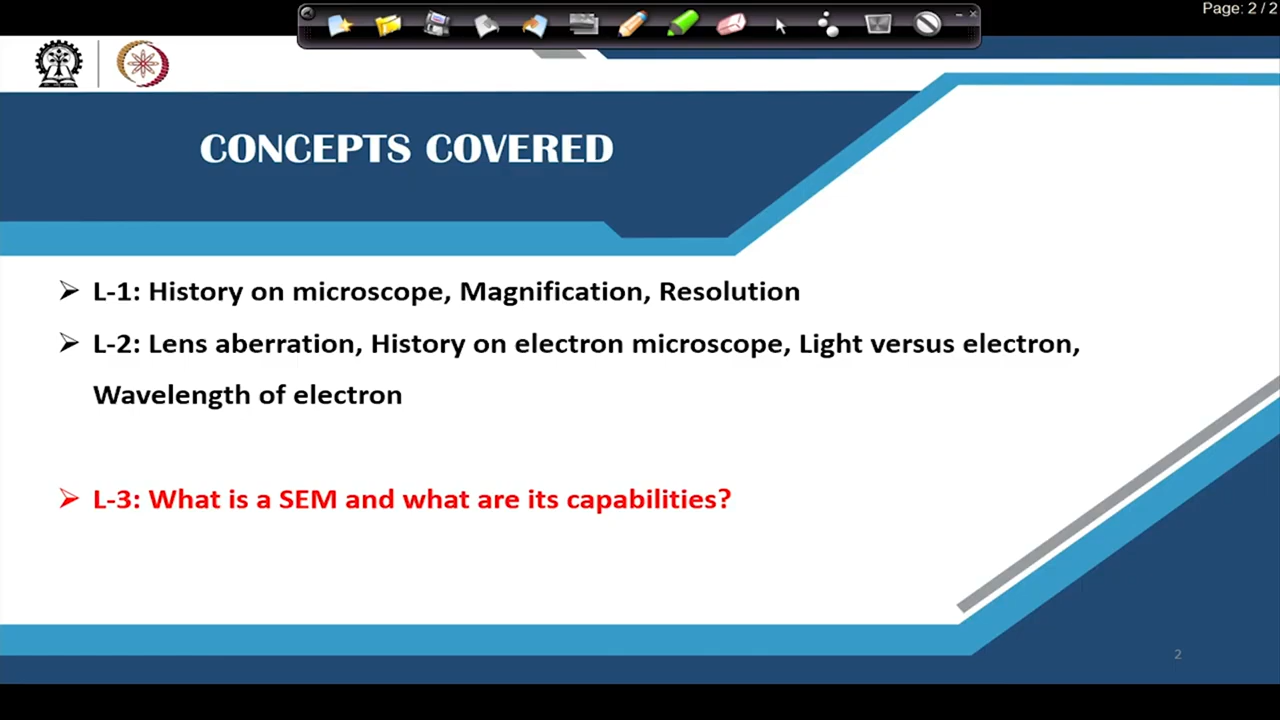 Page: 2 / 2
CONCEPTS COVERED
➢ L-1: History on microscope, Magnification, Resolution
➢ L-2: Lens aberration, History on electron microscope, Light versus electron,
Wavelength of electron
➢ L-3: What is a SEM and what are its capabilities?
2